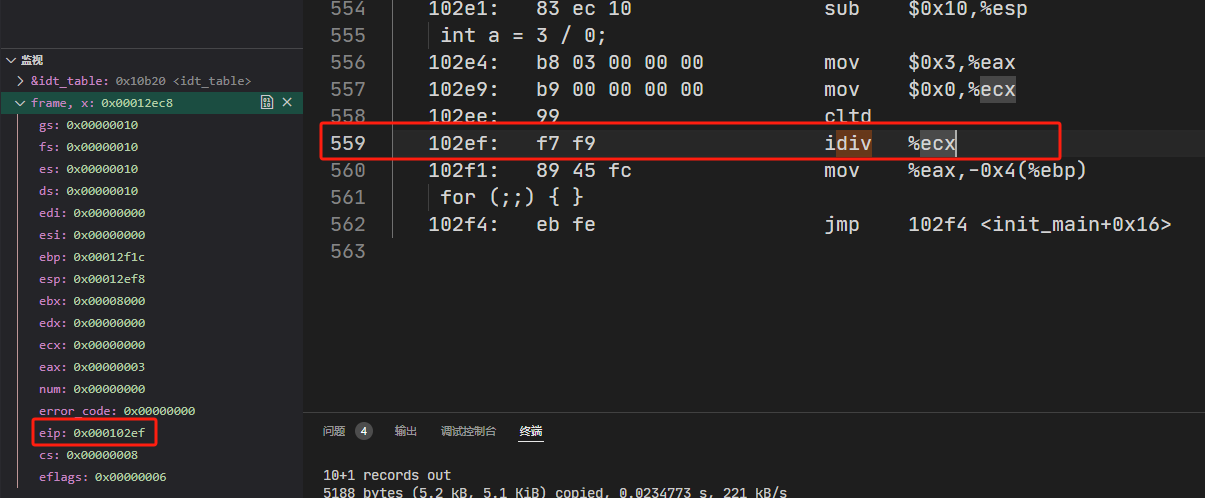 监视
&idt_table: 0x10b20 <idt_table>
frame, x: 0x00012ec8
gs: 0x00000010
fs: 0x00000010
es: 0x00000010
ds: 0x00000010
edi: 0x00000000
esi: 0x00000000
ebp: 0x00012f1c
esp: 0x00012ef8
ebx: 0x00008000
edx: 0x00000000
ecx: 0x00000000
eax: 0x00000003
num: 0x00000000
error_code: 0x00000000
eip: 0x000102ef
cs: 0x00000008
eflags: 0x00000006
554 102e1: 83 ec 10 sub $0x10,%esp
555 int a = 3 / 0;
556 102e4: b8 03 00 00 00 mov $0x3,%eax
557 102e9: b9 00 00 00 00 mov $0x0,%ecx
558 102ee: 99 cltd
559 102ef: f7 f9 idiv %ecx
560 102f1: 89 45 fc mov %eax,-0x4(%ebp)
561 for (;;) { }
562 102f4: eb fe jmp 102f4 <init_main+0x16>
563
问题 4 输出 调试控制台 终端
10+1 records out
5188 bytes (5.2 kB, 5.1 KiB) copied, 0.0234773 s, 221 kB/s